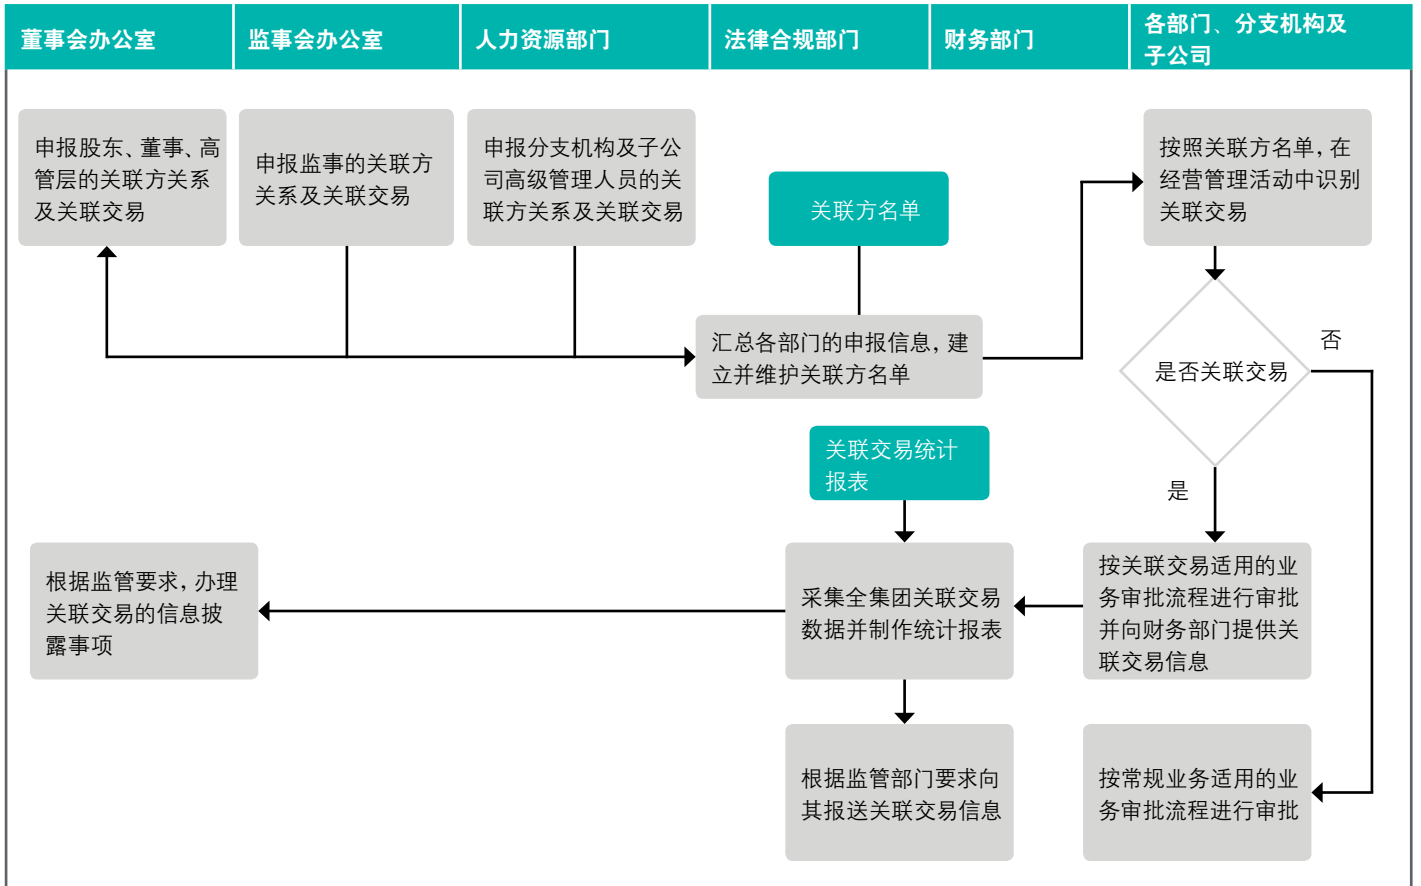 董事会办公室
监事会办公室
人力资源部门
法律合规部门
财务部门
各部门、分支机构及
子公司
申报股东、董事、高
管层的关联方关系
及关联交易
申报监事的关联方
关系及关联交易
申报分支机构及子公
司高级管理人员的关
联方关系及关联交易
关联方名单
按照关联方名单，在
经营管理活动中识别
关联交易
汇总各部门的申报信息，建
立并维护关联方名单
是否关联交易
否
是
关联交易统计
报表
根据监管要求，办理
关联交易的信息披
露事项
采集全集团关联交易
数据并制作统计报表
按关联交易适用的业
务审批流程进行审批
并向财务部门提供关
联交易信息
根据监管部门要求向
其报送关联交易信息
按常规业务适用的业
务审批流程进行审批